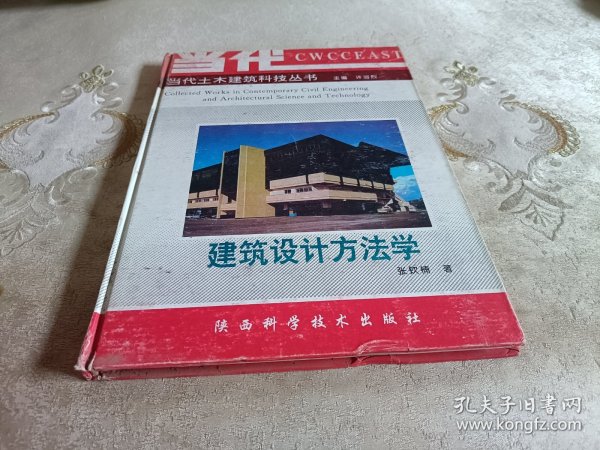 当代 CWCCEAST
当代土木建筑科技丛书 主编 许溶烈
Collected Works in Contemporary Civil Engineering
and Architectural Science and Technology
建筑设计方法学
张钦楠 著
陕西科学技术出版社
孔夫子旧书网
www.kongfz.com